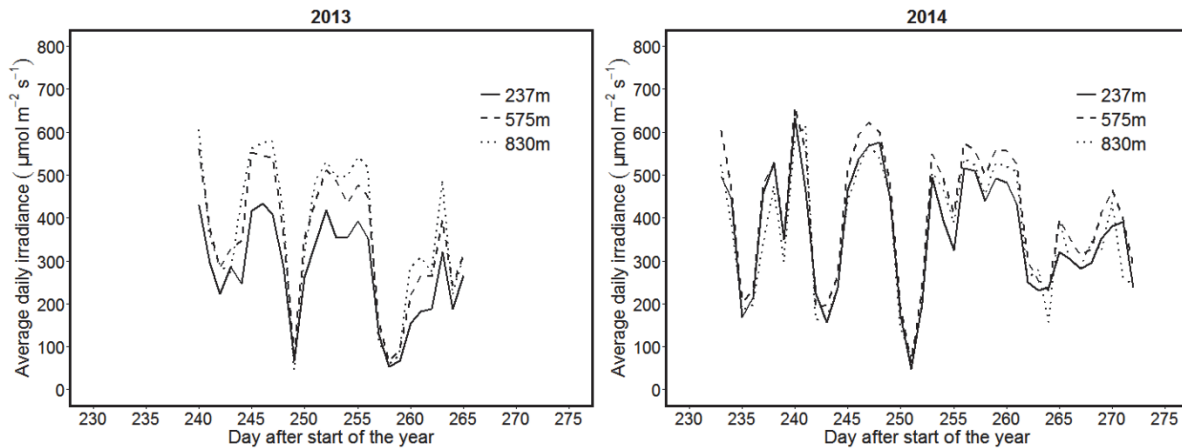 2013
Average daily irradiance ( µmol m⁻² s⁻¹)
800
700
600
500
400
300
200
100
0
237m
575m
830m
230 235 240 245 250 255 260 265 270 275
Day after start of the year
2014
Average daily irradiance ( µmol m⁻² s⁻¹)
800
700
600
500
400
300
200
100
0
237m
575m
830m
230 235 240 245 250 255 260 265 270 275
Day after start of the year